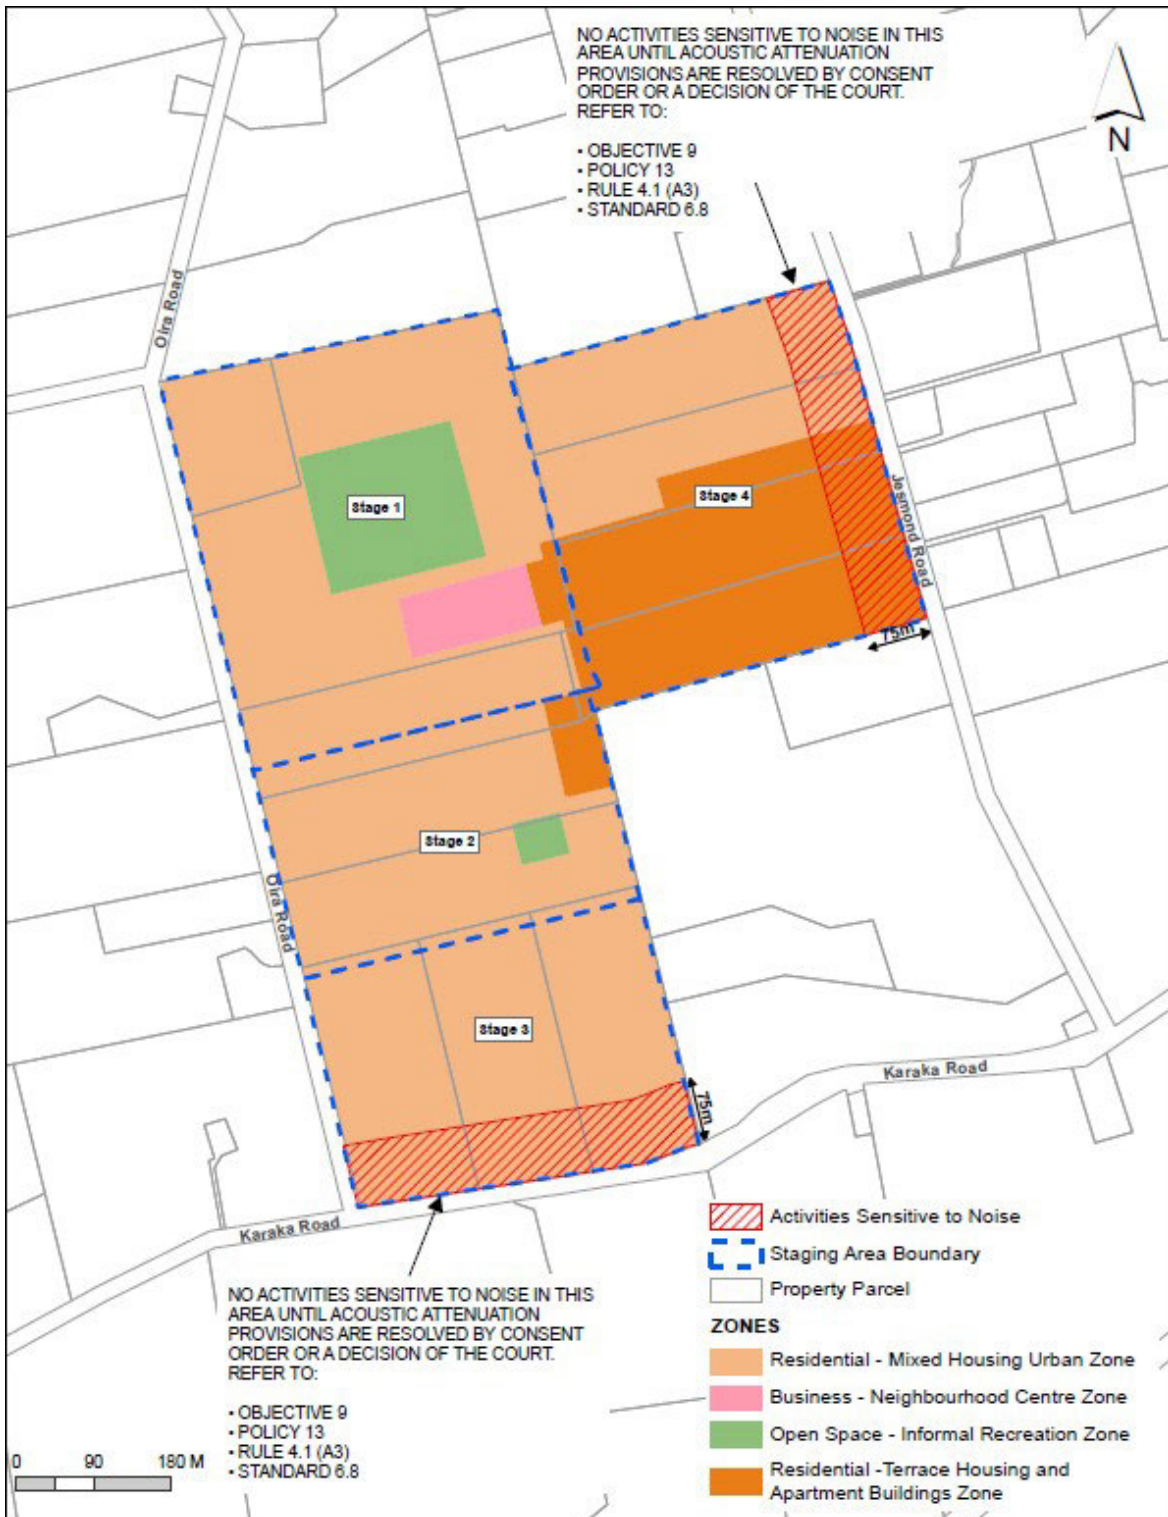 NO ACTIVITIES SENSITIVE TO NOISE IN THIS
AREA UNTIL ACOUSTIC ATTENUATION
PROVISIONS ARE RESOLVED BY CONSENT
ORDER OR A DECISION OF THE COURT.
REFER TO:
• OBJECTIVE 9
• POLICY 13
• RULE 4.1 (A3)
• STANDARD 6.8
N
Oira Road
Stage 1
Stage 4
Jesmond Road
75m
Stage 2
Oira Road
Stage 3
75m
Karaka Road
Karaka Road
NO ACTIVITIES SENSITIVE TO NOISE IN THIS
AREA UNTIL ACOUSTIC ATTENUATION
PROVISIONS ARE RESOLVED BY CONSENT
ORDER OR A DECISION OF THE COURT.
REFER TO:
• OBJECTIVE 9
• POLICY 13
• RULE 4.1 (A3)
• STANDARD 6.8
0 90 180 M
Activities Sensitive to Noise
Staging Area Boundary
Property Parcel
ZONES
Residential - Mixed Housing Urban Zone
Business - Neighbourhood Centre Zone
Open Space - Informal Recreation Zone
Residential -Terrace Housing and
Apartment Buildings Zone